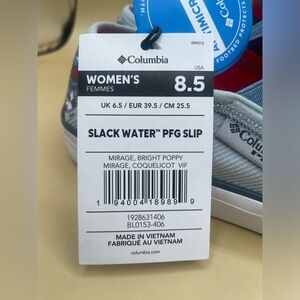 Columbia
WOMEN'S
FEMMES
USA
8.5
UK 6.5 / EUR 39.5 / CM 25.5
SLACK WATER™ PFG SLIP
MIRAGE, BRIGHT POPPY
MIRAGE, COQUELICOT VIF
1 94004 18989 9
1928631406
BL0153-406
MADE IN VIETNAM
FABRIQUÉ AU VIETNAM
columbia.com
Columbia